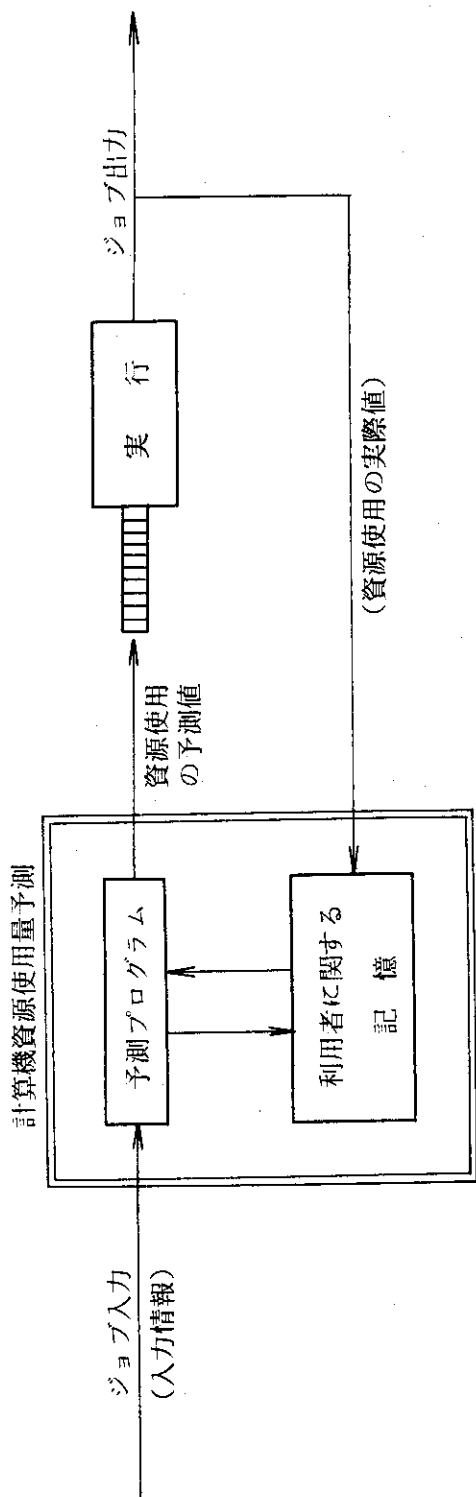 計算機資源使用量予測
ジョブ入力
(入力情報)
予測プログラム
利用者に関する
記憶
資源使用
の予測値
実行
ジョブ出力
(資源使用の実際値)